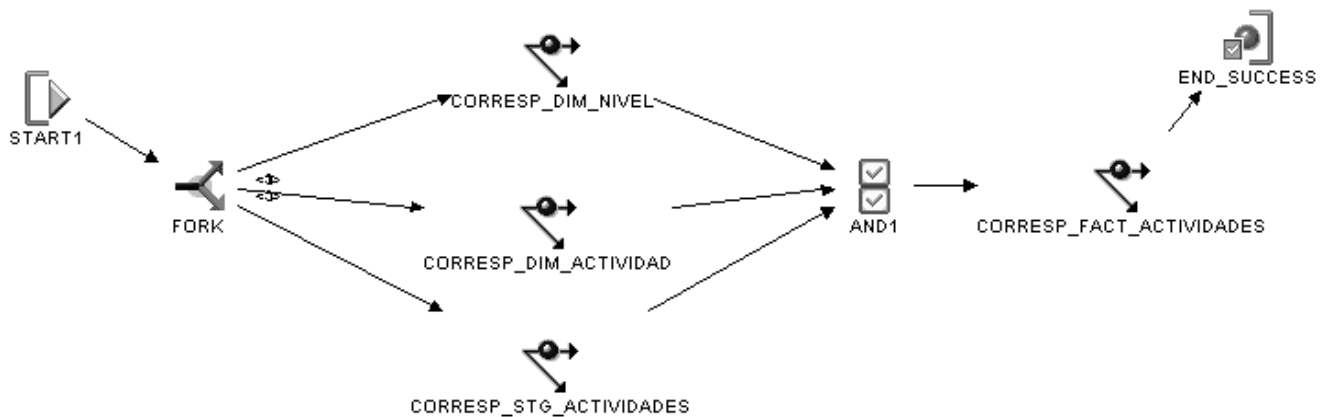 CORRESP_DIM_NIVEL
END_SUCCESS
START1
FORK
AND1
CORRESP_FACT_ACTIVIDADES
CORRESP_DIM_ACTIVIDAD
CORRESP_STG_ACTIVIDADES